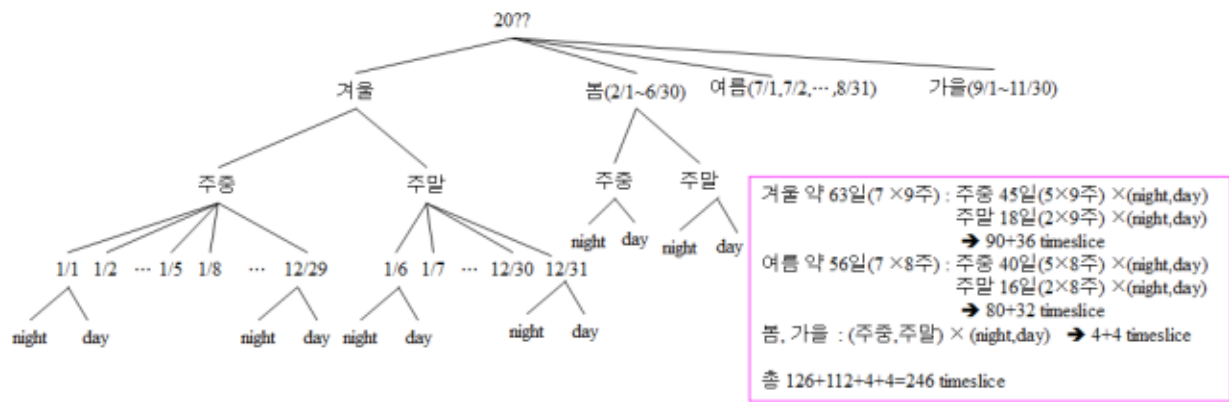 20??
겨울 봄(2/1~6/30) 여름(7/1,7/2,…,8/31) 가을(9/1~11/30)
주중 주말 주중 주말
night day night day
1/1 1/2 … 1/5 1/8 … 12/29 1/6 1/7 … 12/30 12/31
night day night day night day night day
겨울 약 63일(7 ×9주) : 주중 45일(5×9주) ×(night,day)
주말 18일(2×9주) ×(night,day)
➔ 90+36 timeslice
여름 약 56일(7 ×8주) : 주중 40일(5×8주) ×(night,day)
주말 16일(2×8주) ×(night,day)
➔ 80+32 timeslice
봄, 가을 : (주중,주말) × (night,day) ➔ 4+4 timeslice
총 126+112+4+4=246 timeslice